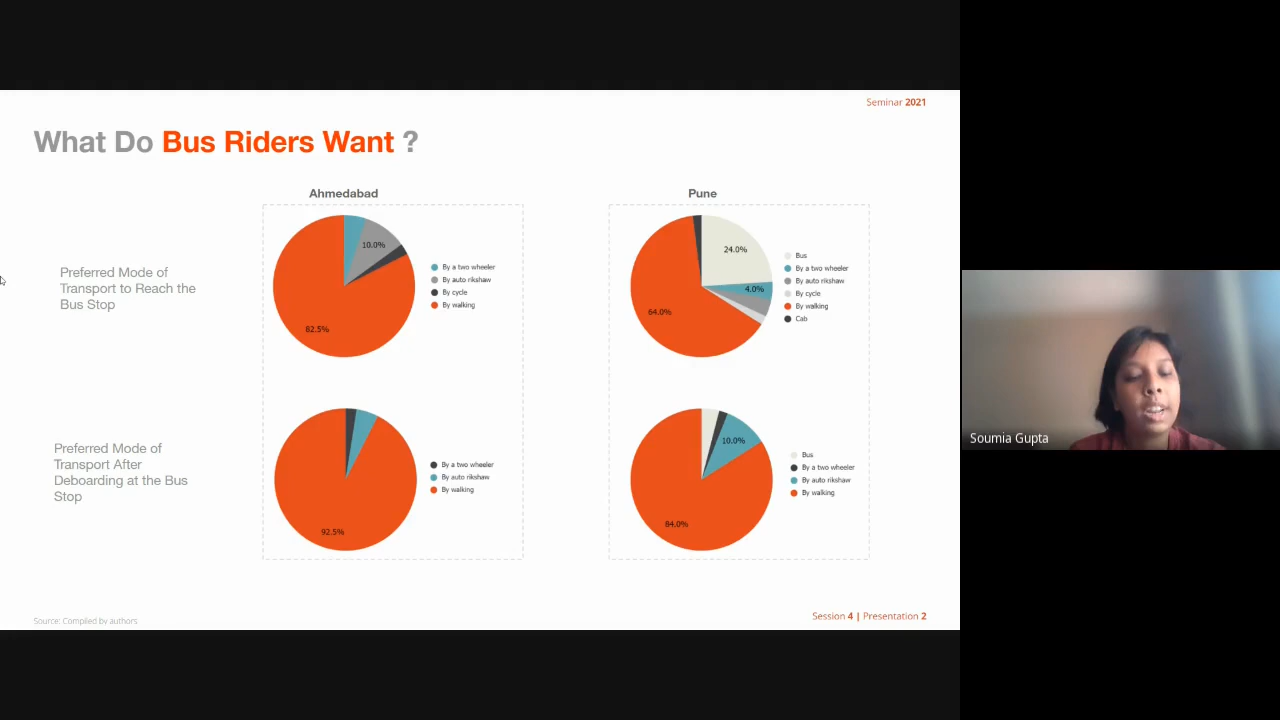 Seminar 2021
What Do Bus Riders Want ?
Ahmedabad
Pune
Preferred Mode of
Transport to Reach the
Bus Stop
10.0%
82.5%
By a two wheeler
By auto rikshaw
By cycle
By walking
24.0%
4.0%
64.0%
Bus
By a two wheeler
By auto rikshaw
By cycle
By walking
Cab
Preferred Mode of
Transport After
Deboarding at the Bus
Stop
92.5%
By a two wheeler
By auto rikshaw
By walking
10.0%
84.0%
Bus
By a two wheeler
By auto rikshaw
By walking
Soumia Gupta
Source: Compiled by authors
Session 4 | Presentation 2